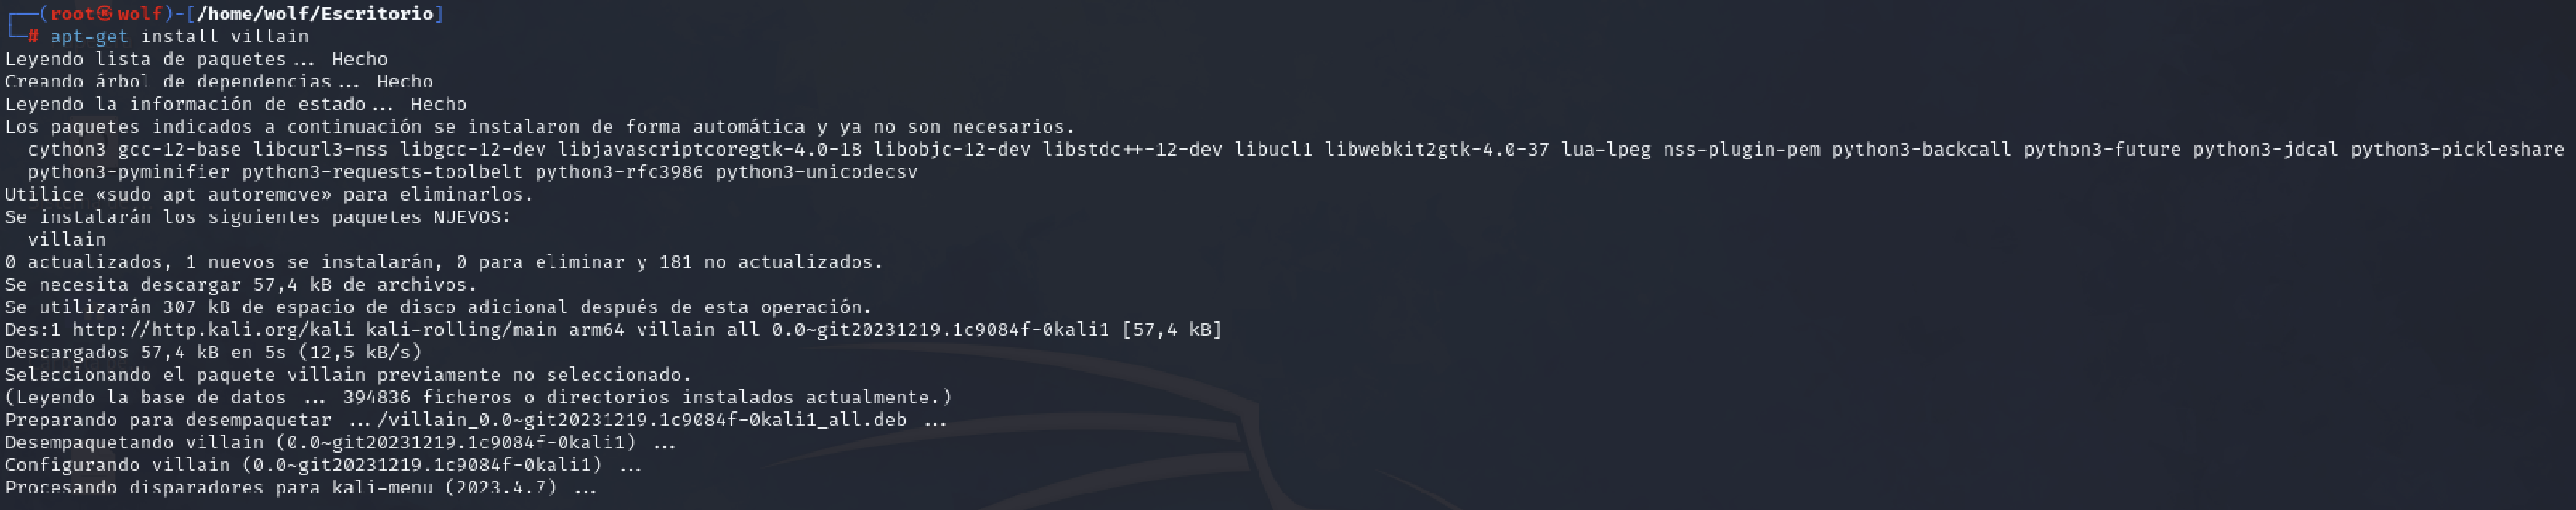 ┌──(root㉿wolf)-[/home/wolf/Escritorio]
└─# apt-get install villain
Leyendo lista de paquetes... Hecho
Creando árbol de dependencias... Hecho
Leyendo la información de estado... Hecho
Los paquetes indicados a continuación se instalaron de forma automática y ya no son necesarios.
  cython3 gcc-12-base libcurl3-nss libgcc-12-dev libjavascriptcoregtk-4.0-18 libobjc-12-dev libstdc++-12-dev libucl1 libwebkit2gtk-4.0-37 lua-lpeg nss-plugin-pem python3-backcall python3-future python3-jdcal python3-pickleshare
  python3-pyminifier python3-requests-toolbelt python3-rfc3986 python3-unicodecsv
Utilice «sudo apt autoremove» para eliminarlos.
Se instalarán los siguientes paquetes NUEVOS:
  villain
0 actualizados, 1 nuevos se instalarán, 0 para eliminar y 181 no actualizados.
Se necesita descargar 57,4 kB de archivos.
Se utilizarán 307 kB de espacio de disco adicional después de esta operación.
Des:1 http://http.kali.org/kali kali-rolling/main arm64 villain all 0.0~git20231219.1c9084f-0kali1 [57,4 kB]
Descargados 57,4 kB en 5s (12,5 kB/s)
Seleccionando el paquete villain previamente no seleccionado.
(Leyendo la base de datos ... 394836 ficheros o directorios instalados actualmente.)
Preparando para desempaquetar .../villain_0.0~git20231219.1c9084f-0kali1_all.deb ...
Desempaquetando villain (0.0~git20231219.1c9084f-0kali1) ...
Configurando villain (0.0~git20231219.1c9084f-0kali1) ...
Procesando disparadores para kali-menu (2023.4.7) ...